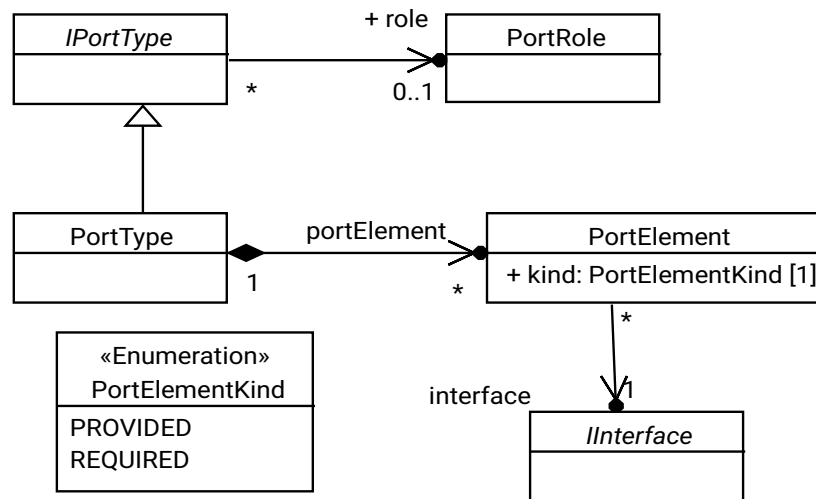 + role
IPortType
PortRole
*
0..1
PortType
portElement
PortElement
1
*
+ kind: PortElementKind [1]
*
«Enumeration»
PortElementKind
interface
1
PROVIDED
REQUIRED
IInterface